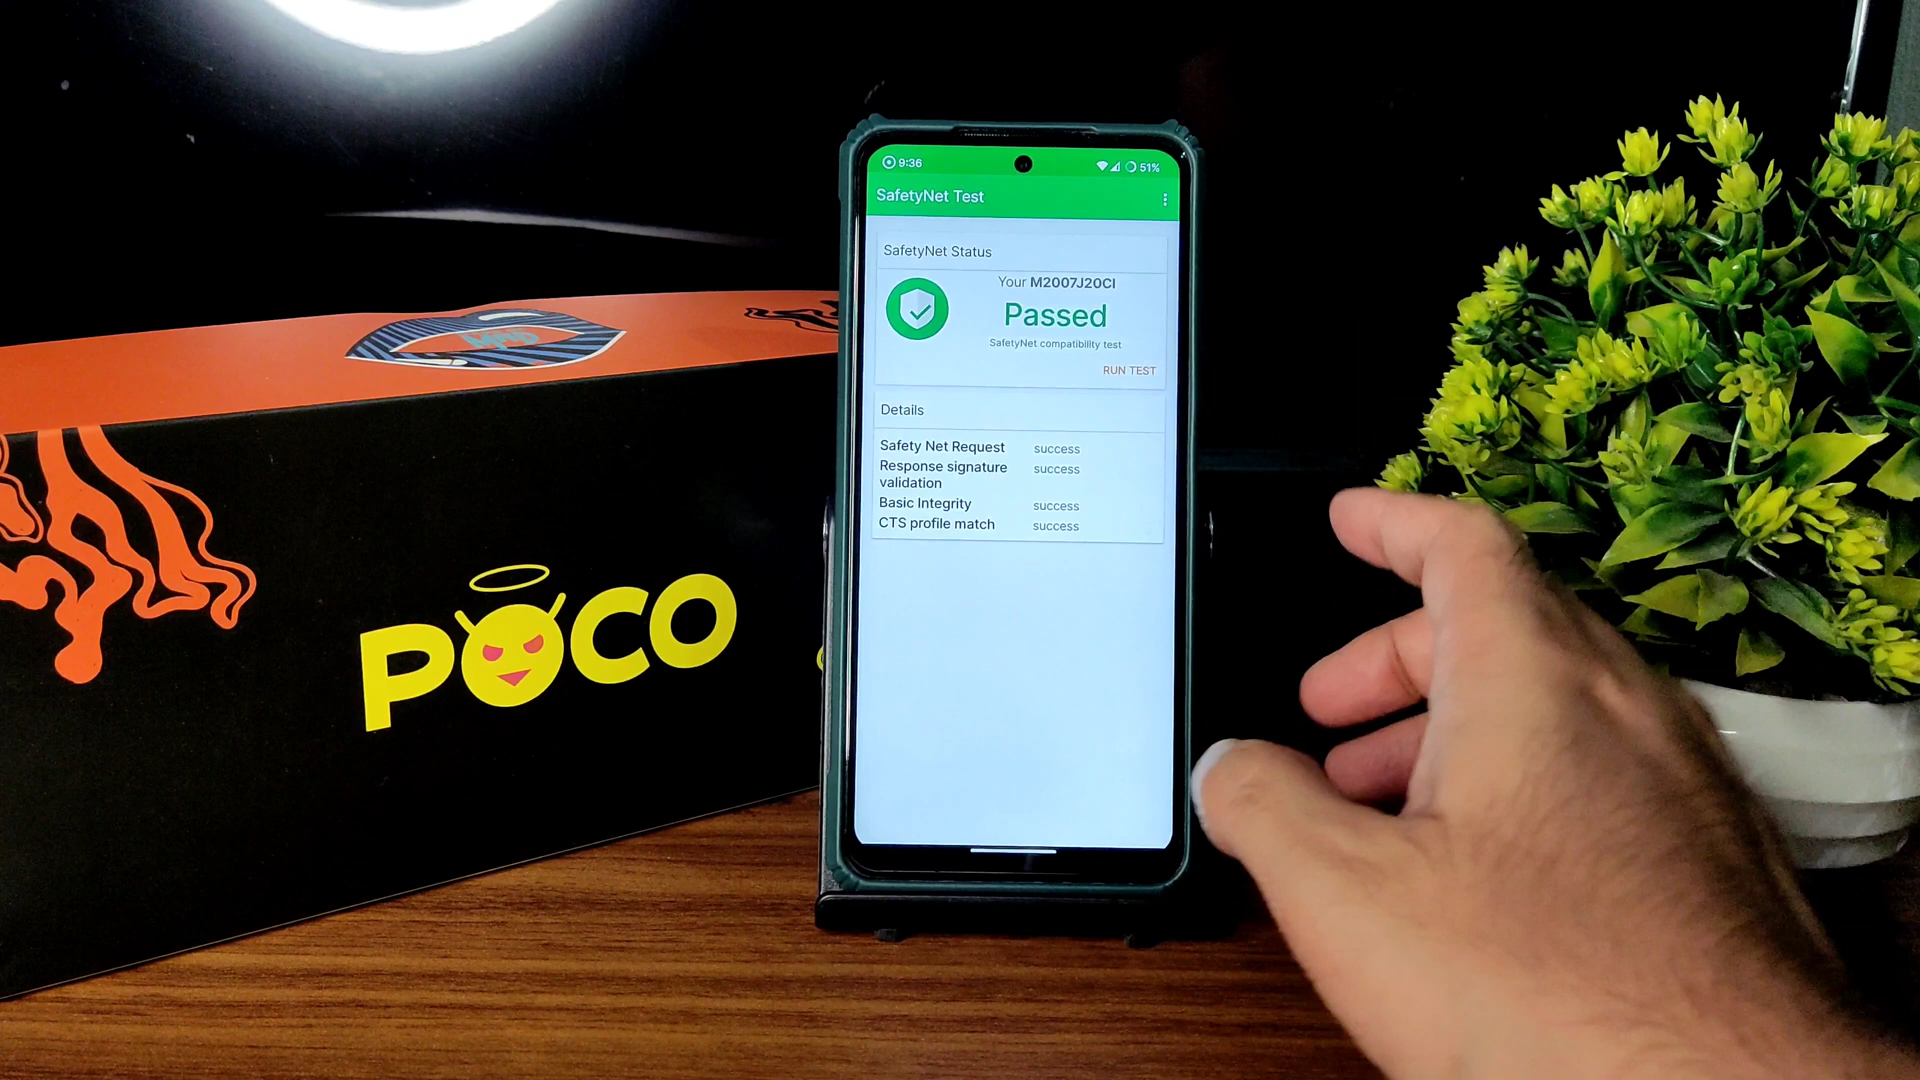 9:36
51%
SafetyNet Test
SafetyNet Status
Your M2007J20CI
Passed
SafetyNet compatibility test
RUN TEST
Details
Safety Net Request success
Response signature success
validation
Basic Integrity success
CTS profile match success
MAD
POCO